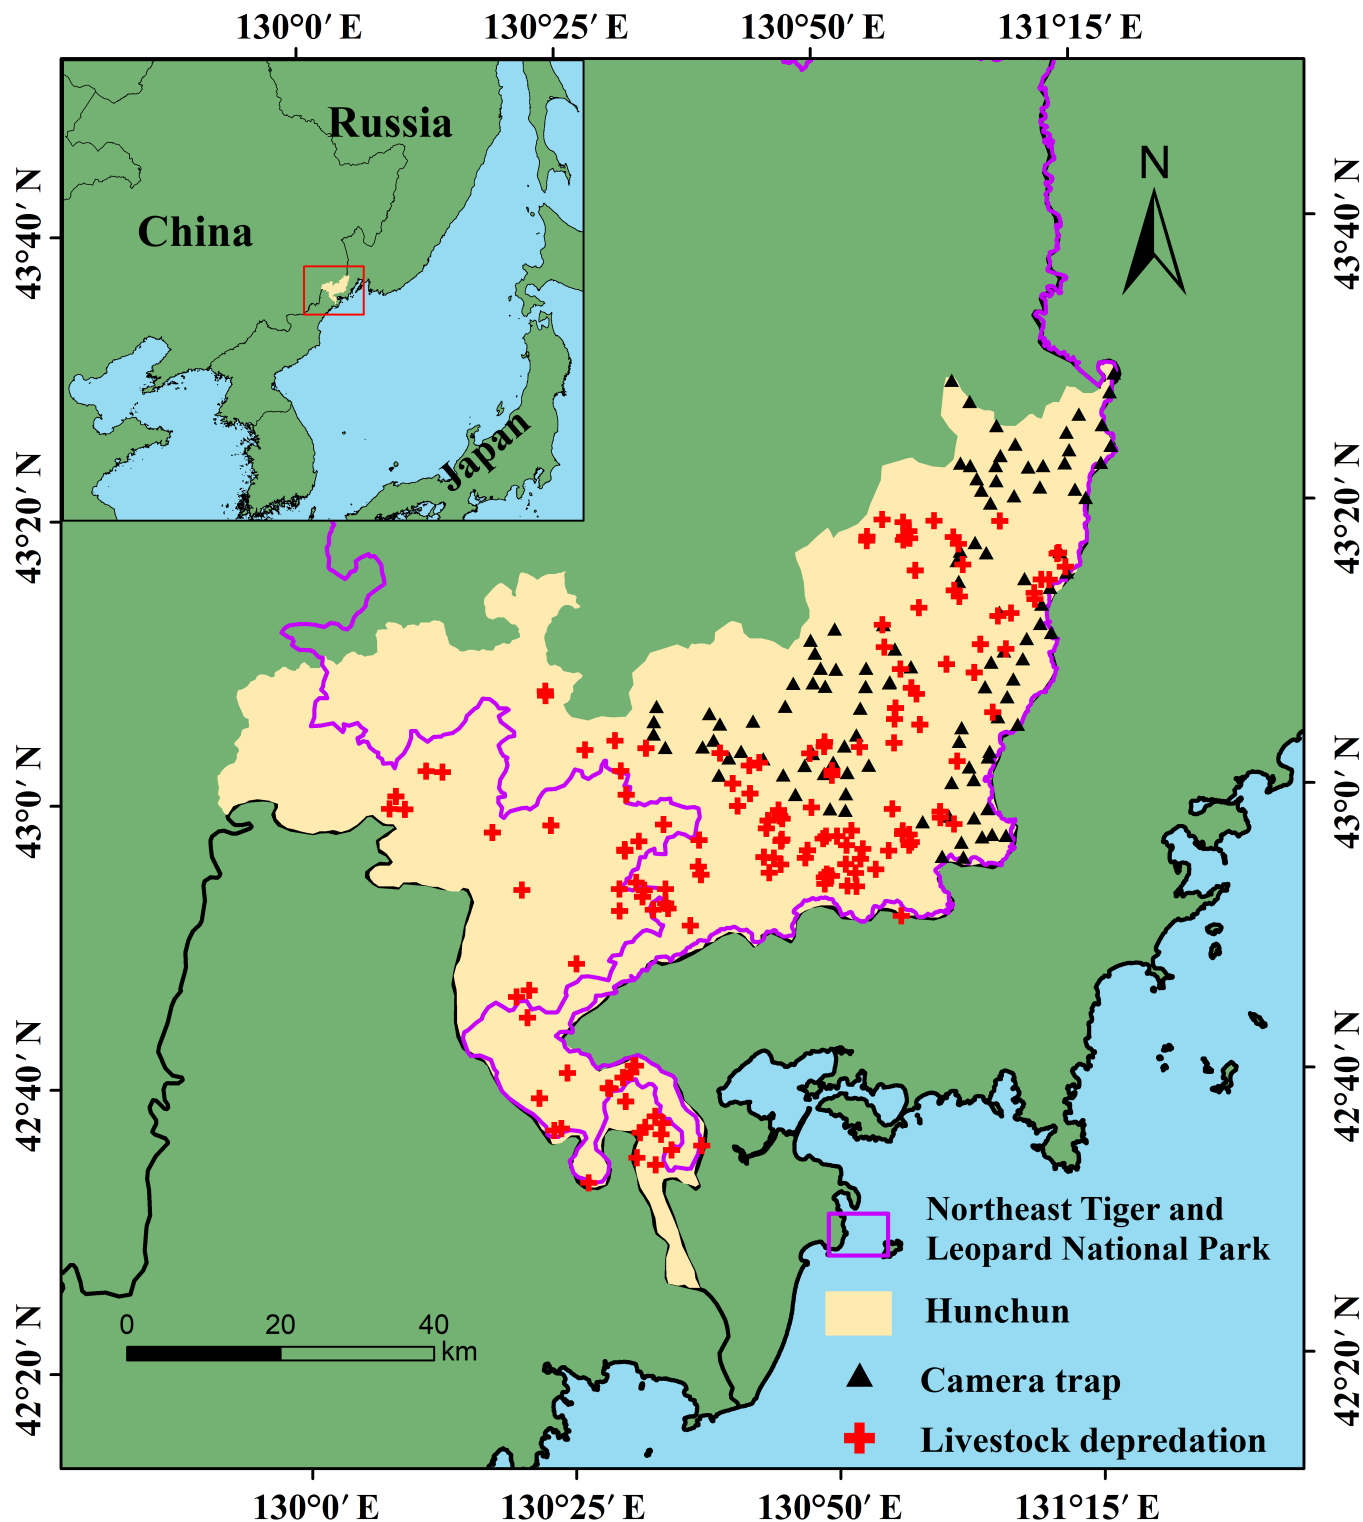 130°0′ E
130°25′ E
130°50′ E
131°15′ E
Russia
China
Japan
N
43°40′ N
43°20′ N
43°0′ N
42°40′ N
42°20′ N
43°40′ N
43°20′ N
43°0′ N
42°40′ N
42°20′ N
Northeast Tiger and
Leopard National Park
Hunchun
Camera trap
Livestock depredation
0 20 40
km
130°0′ E
130°25′ E
130°50′ E
131°15′ E